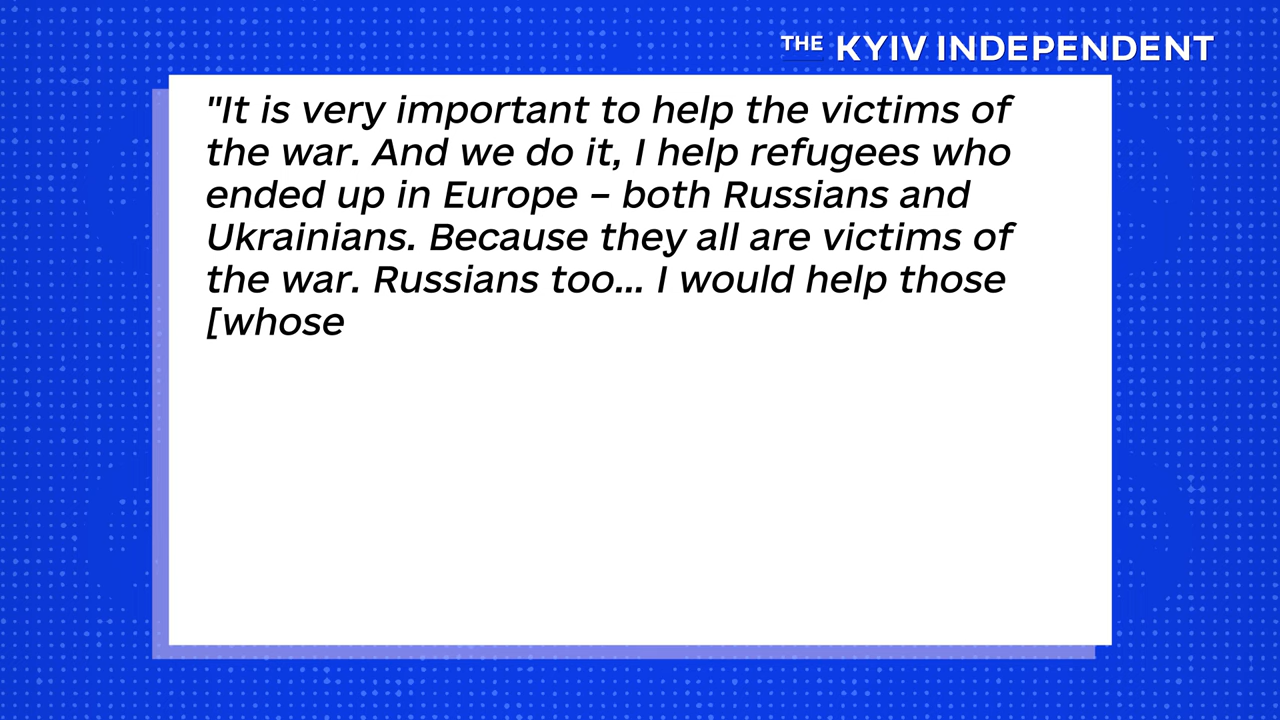 THE KYIV INDEPENDENT
"It is very important to help the victims of
the war. And we do it, I help refugees who
ended up in Europe – both Russians and
Ukrainians. Because they all are victims of
the war. Russians too... I would help those
[whose